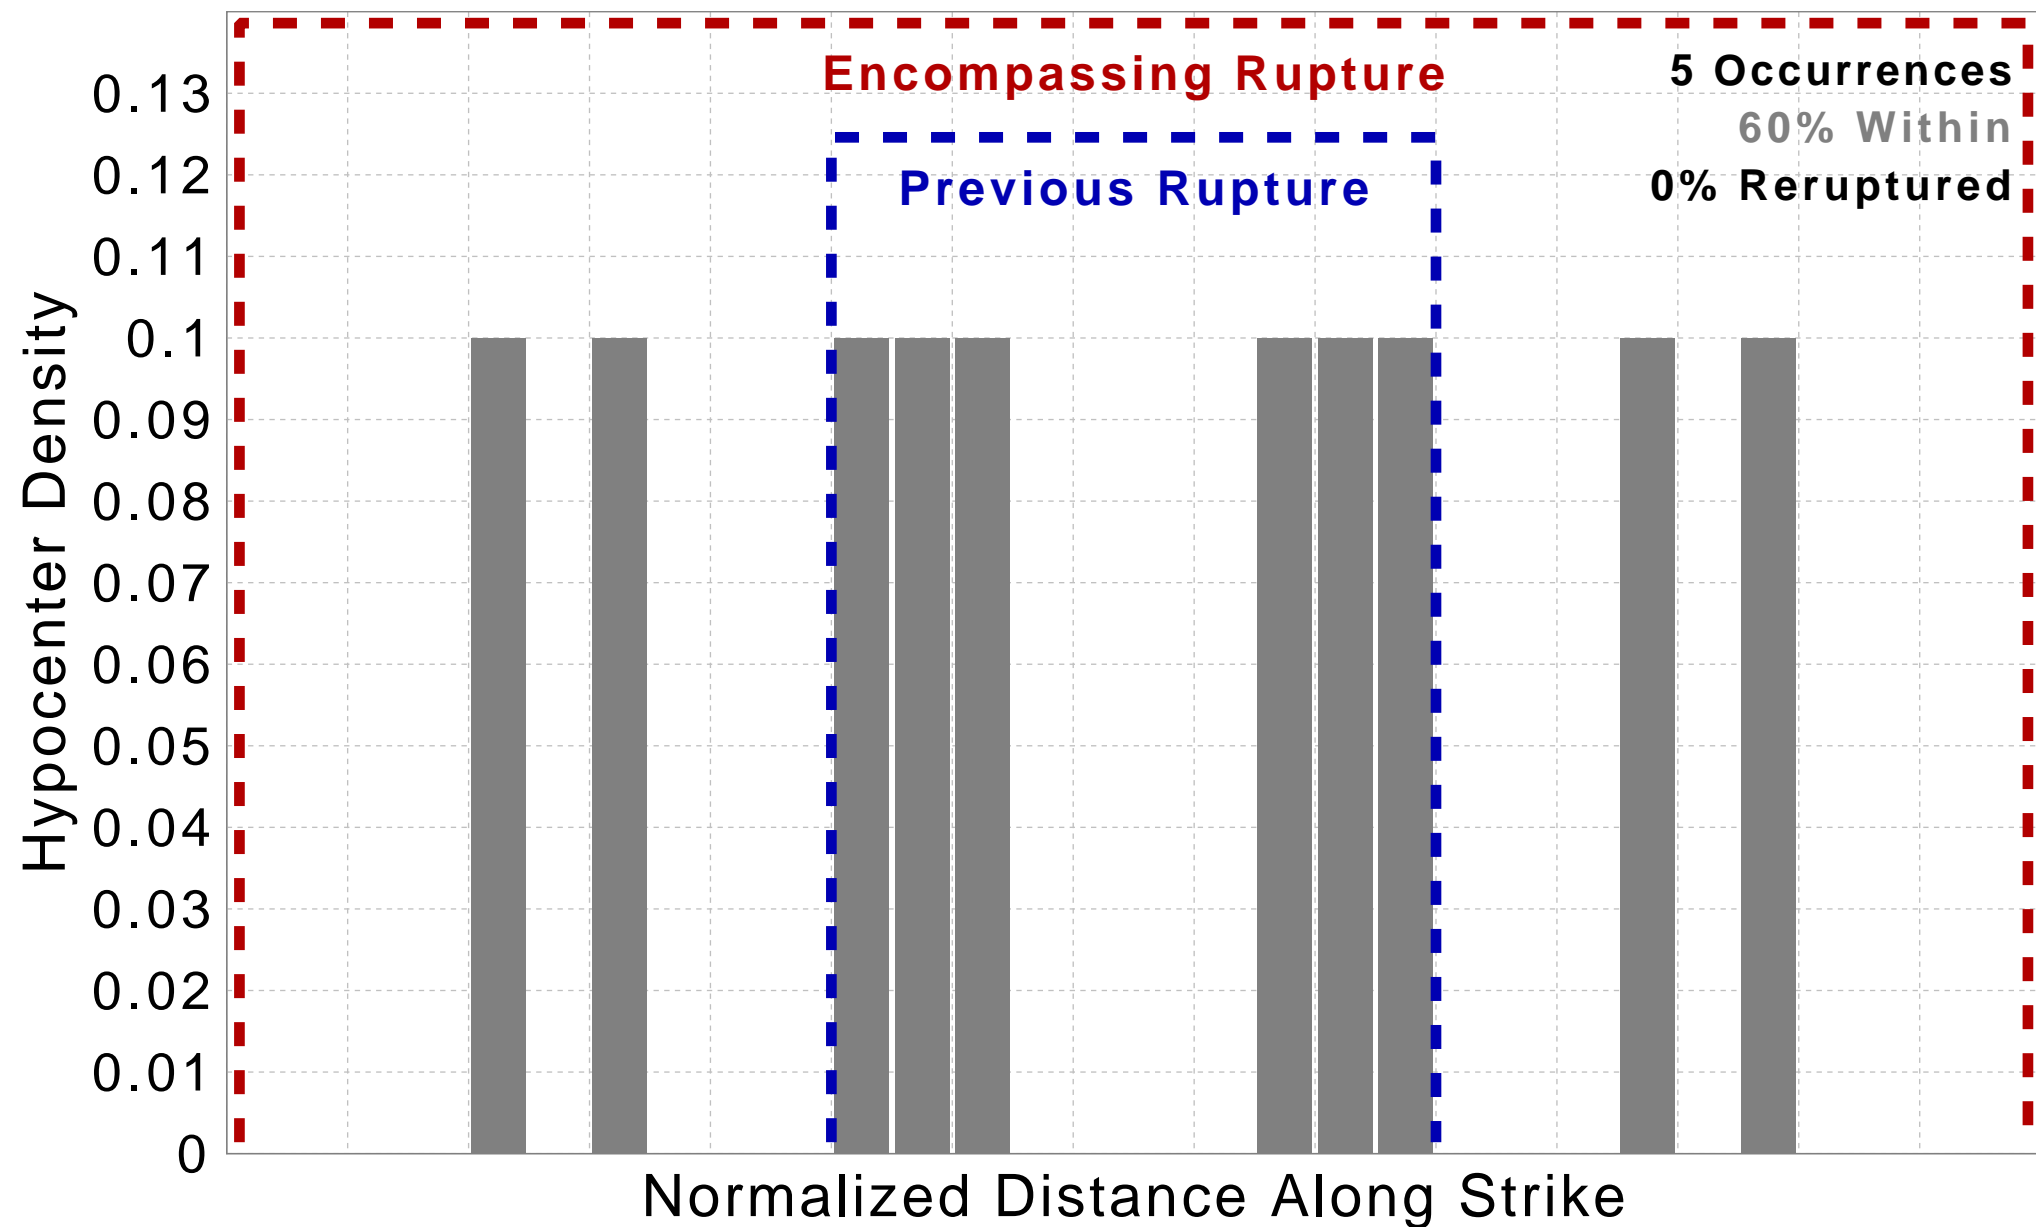 Encompassing Rupture
5 Occurrences
60% Within
0% Reruptured
Previous Rupture
Hypocenter Density
0.13
0.12
0.11
0.1
0.09
0.08
0.07
0.06
0.05
0.04
0.03
0.02
0.01
0
Normalized Distance Along Strike